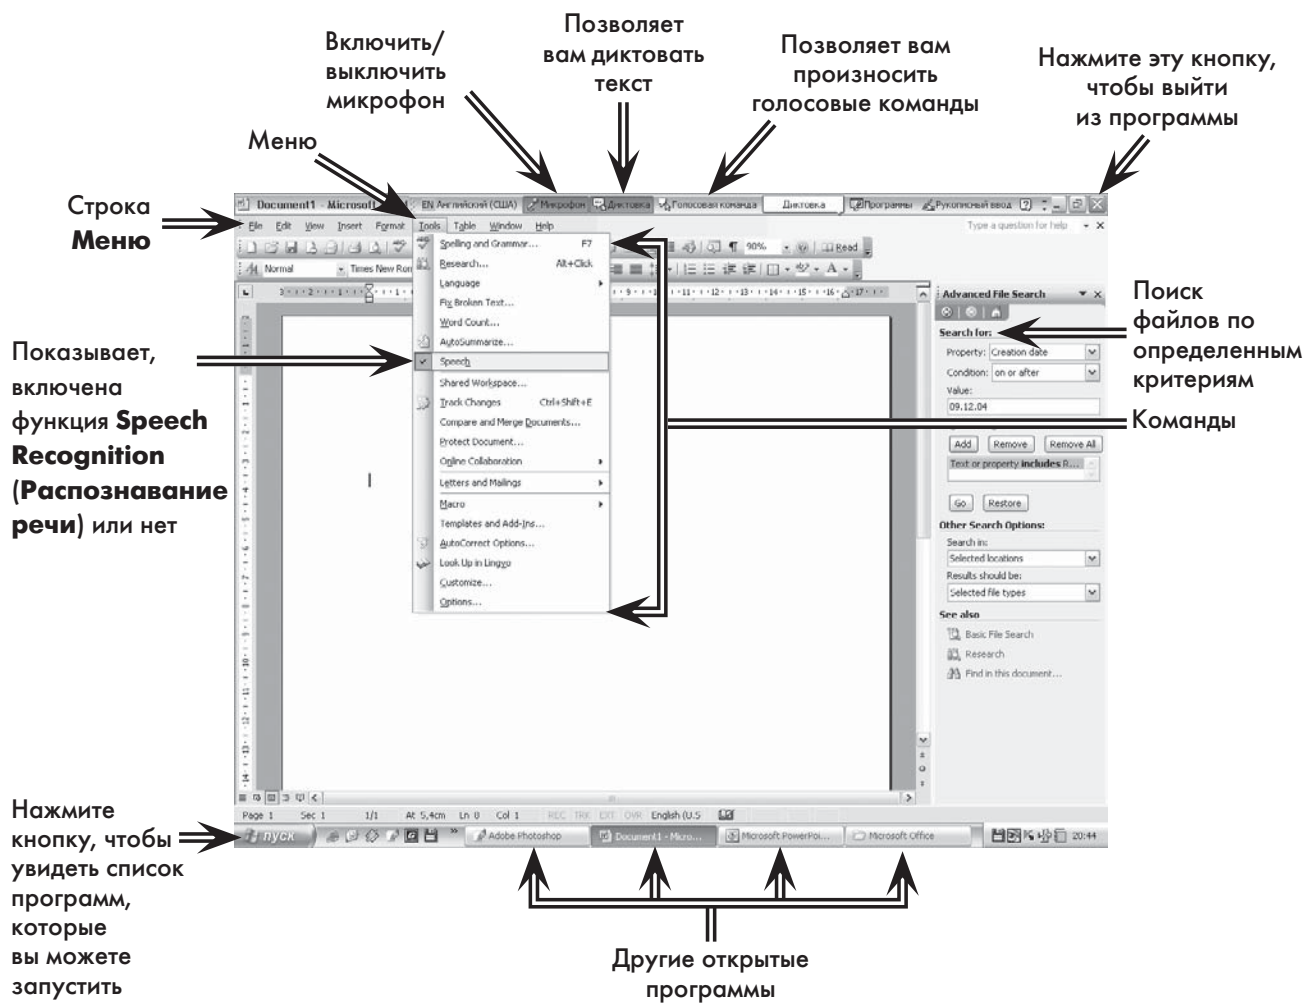 Включить/
выключить
микрофон
Позволяет
вам диктовать
текст
Позволяет вам
произносить
голосовые команды
Нажмите эту кнопку,
чтобы выйти
из программы
Меню
Строка
Меню
Document1 - Microsoft
EN Английский (США) Микрофон Диктовка Голосовая команда Диктовка Программы Рукописный ввод
File Edit View Insert Format Tools Table Window Help
Type a question for help
Spelling and Grammar... F7
90% Read
Normal Times New Rom
Research... Alt+Click
Language
Fix Broken Text...
Word Count...
AutoSummarize...
Speech
Shared Workspace...
Track Changes Ctrl+Shift+E
Compare and Merge Documents...
Protect Document...
Online Collaboration
Letters and Mailings
Macro
Templates and Add-Ins...
AutoCorrect Options...
Look Up in Lingvo
Customize...
Options...
Advanced File Search
Search for:
Property: Creation date
Condition: on or after
Value:
09.12.04
Add Remove Remove All
Text or property includes R...
Go Restore
Other Search Options:
Search in:
Selected locations
Results should be:
Selected file types
See also
Basic File Search
Research
Find in this document...
Поиск
файлов по
определенным
критериям
Команды
Показывает,
включена
функция Speech
Recognition
(Распознавание
речи) или нет
Page 1 Sec 1 1/1 At 5,4cm Ln 0 Col 1 REC TRK EXT OVR English (U.S
пуск Adobe Photoshop Document1 - Micro... Microsoft PowerPoi... Microsoft Office 20:44
Нажмите
кнопку, чтобы
увидеть список
программ,
которые
вы можете
запустить
Другие открытые
программы